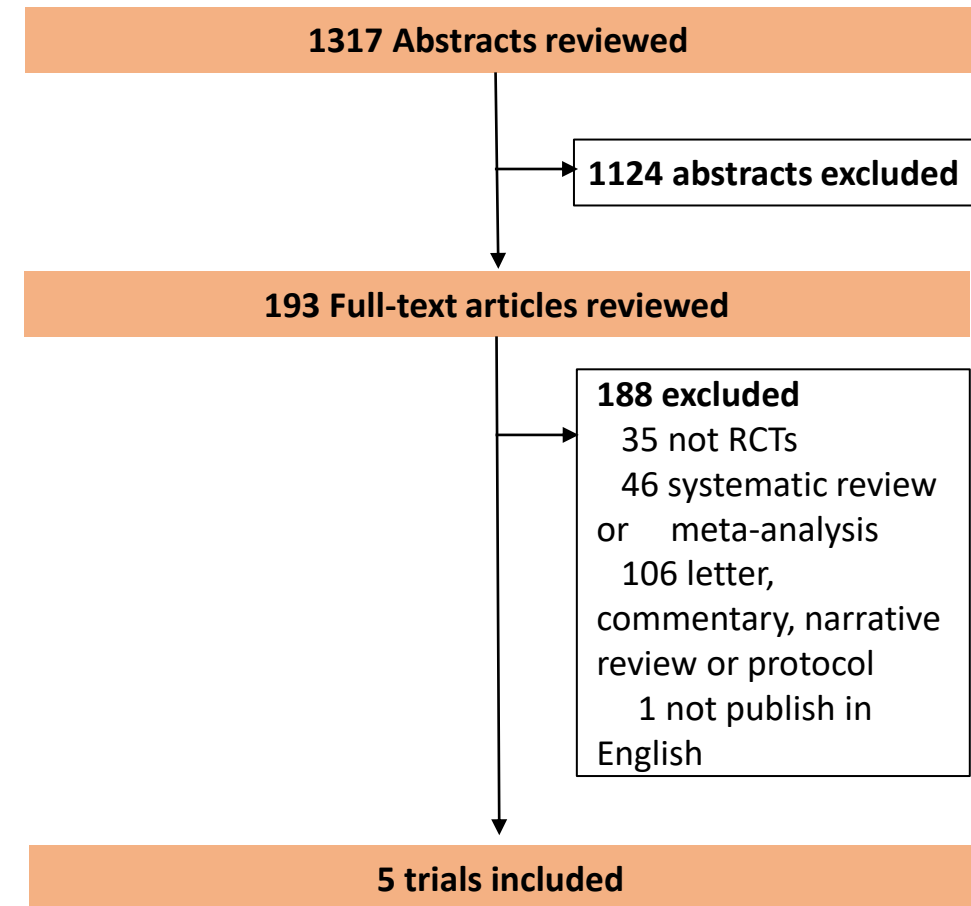 1317 Abstracts reviewed
1124 abstracts excluded
193 Full-text articles reviewed
188 excluded
35 not RCTs
46 systematic review
or meta-analysis
106 letter,
commentary, narrative
review or protocol
1 not publish in
English
5 trials included